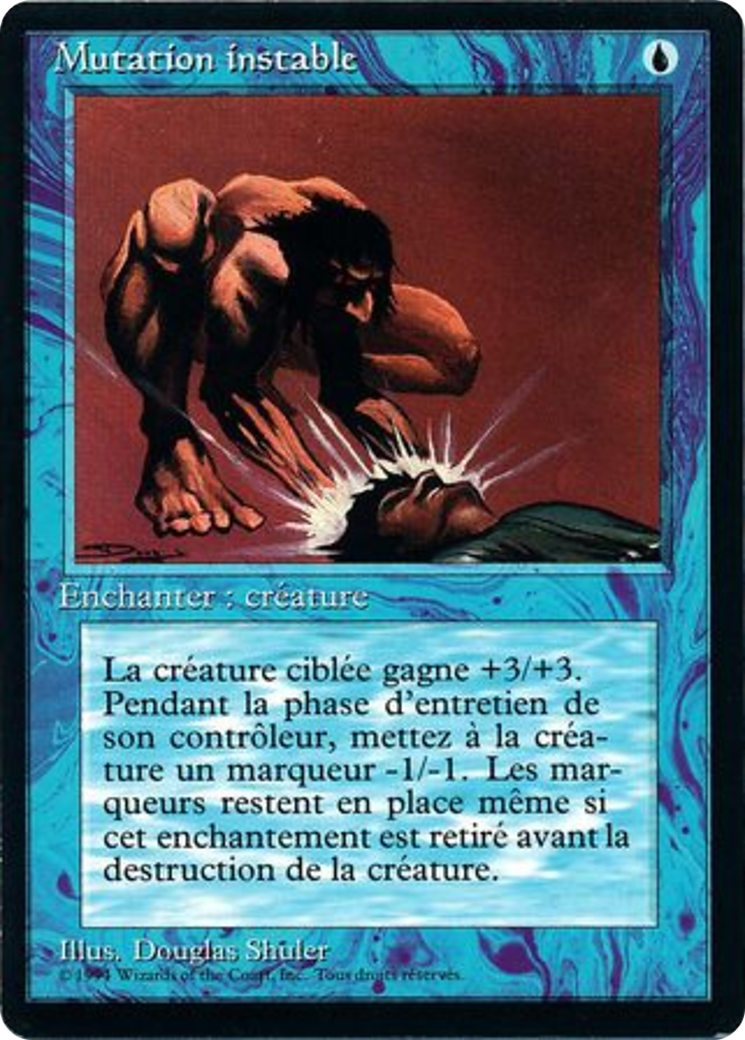 Mutation instable
Enchanter : créature
La créature ciblée gagne +3/+3.
Pendant la phase d'entretien de
son contrôleur, mettez à la créa-
ture un marqueur -1/-1. Les mar-
queurs restent en place même si
cet enchantement est retiré avant la
destruction de la créature.
Illus. Douglas Shuler
© 1994 Wizards of the Coast, Inc. Tous droits réservés.